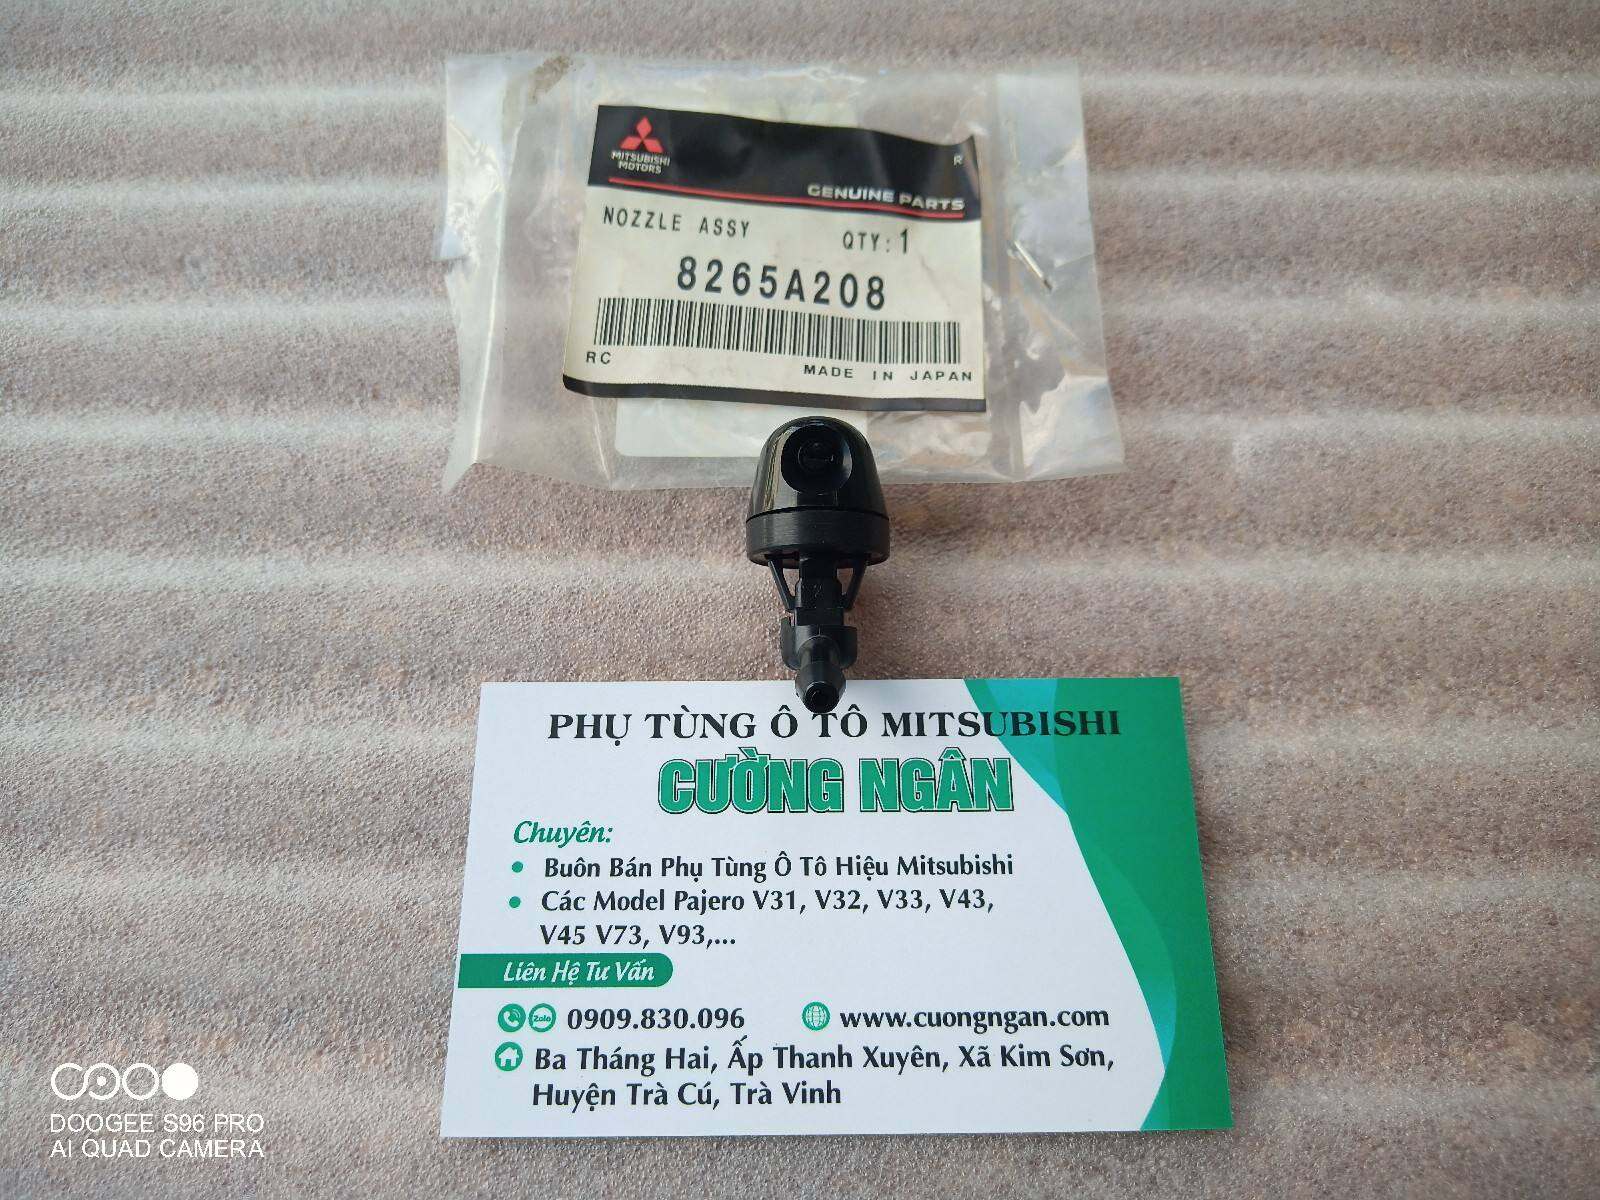 MITSUBISHI
MOTORS
R
GENUINE PARTS
NOZZLE ASSY QTY: 1
8265A208
RC MADE IN JAPAN
PHỤ TÙNG Ô TÔ MITSUBISHI
CƯỜNG NGÂN
Chuyên:
• Buôn Bán Phụ Tùng Ô Tô Hiệu Mitsubishi
• Các Model Pajero V31, V32, V33, V43,
V45 V73, V93,...
Liên Hệ Tư Vấn
Zalo 0909.830.096 www.cuongngan.com
Ba Tháng Hai, Ấp Thanh Xuyên, Xã Kim Sơn,
Huyện Trà Cú, Trà Vinh
DOOGEE S96 PRO
AI QUAD CAMERA